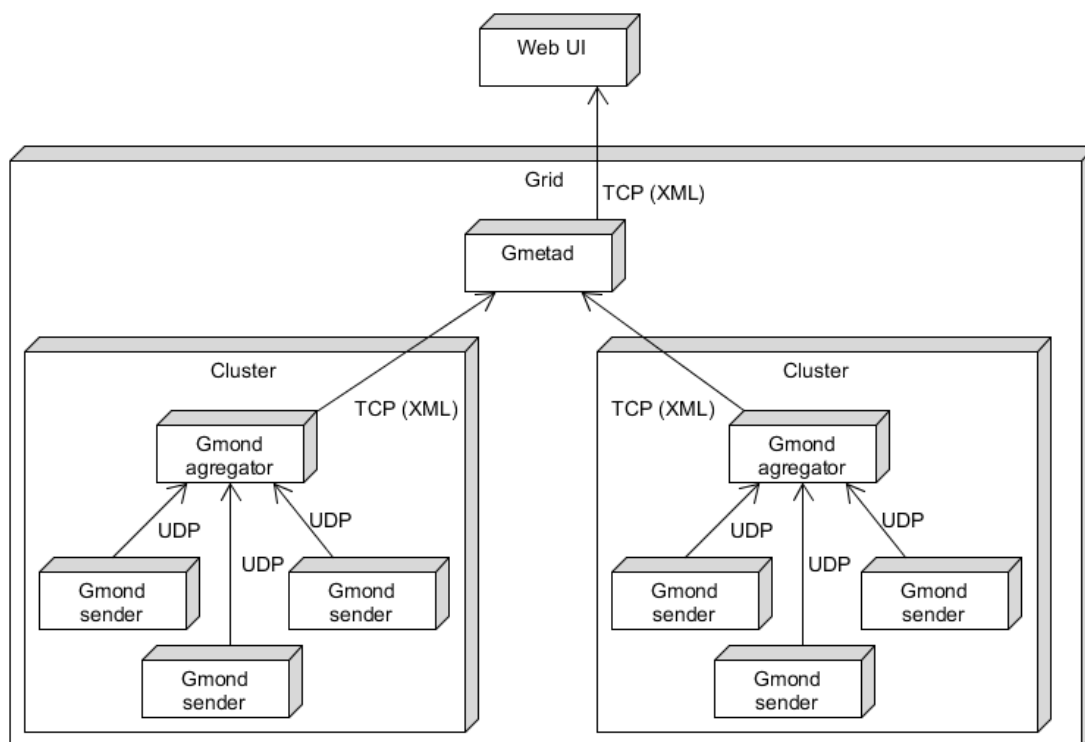 Web UI
Grid
TCP (XML)
Gmetad
Cluster
Cluster
TCP (XML)
TCP (XML)
Gmond
agregator
Gmond
agregator
UDP
UDP
UDP
UDP
UDP
UDP
Gmond
sender
Gmond
sender
Gmond
sender
Gmond
sender
Gmond
sender
Gmond
sender